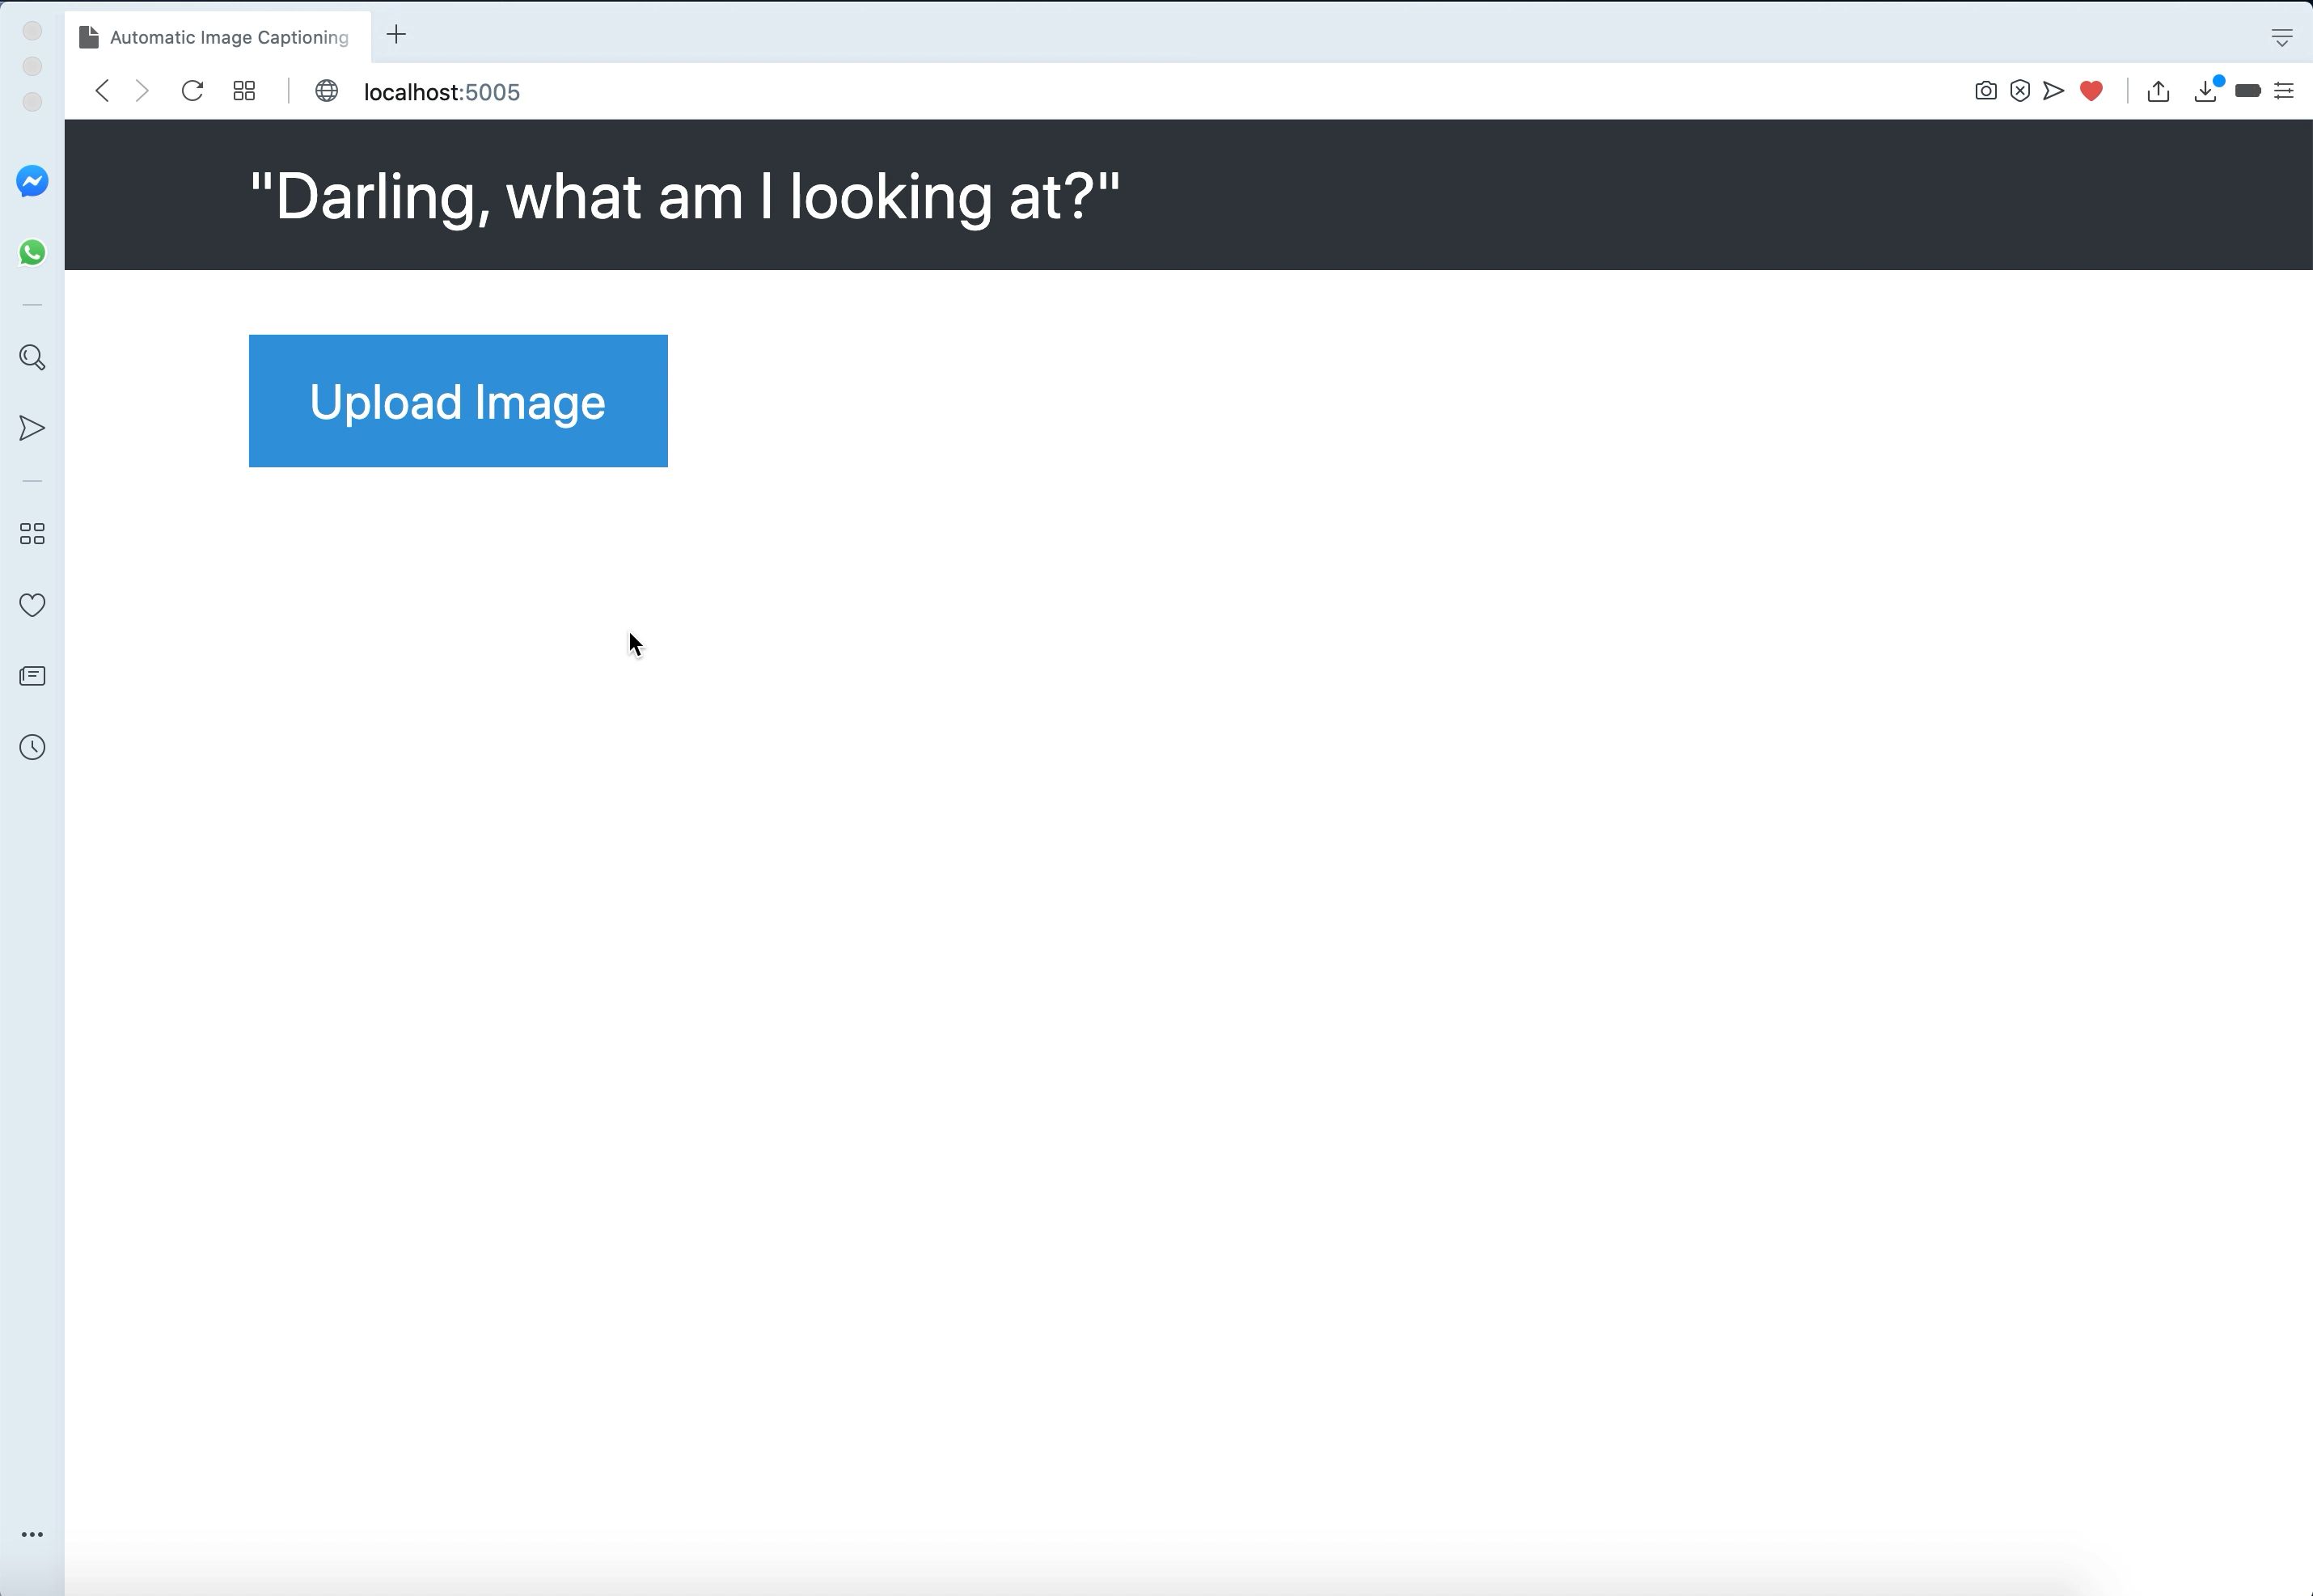 Automatic Image Captioning
localhost:5005
"Darling, what am I looking at?"
Upload Image